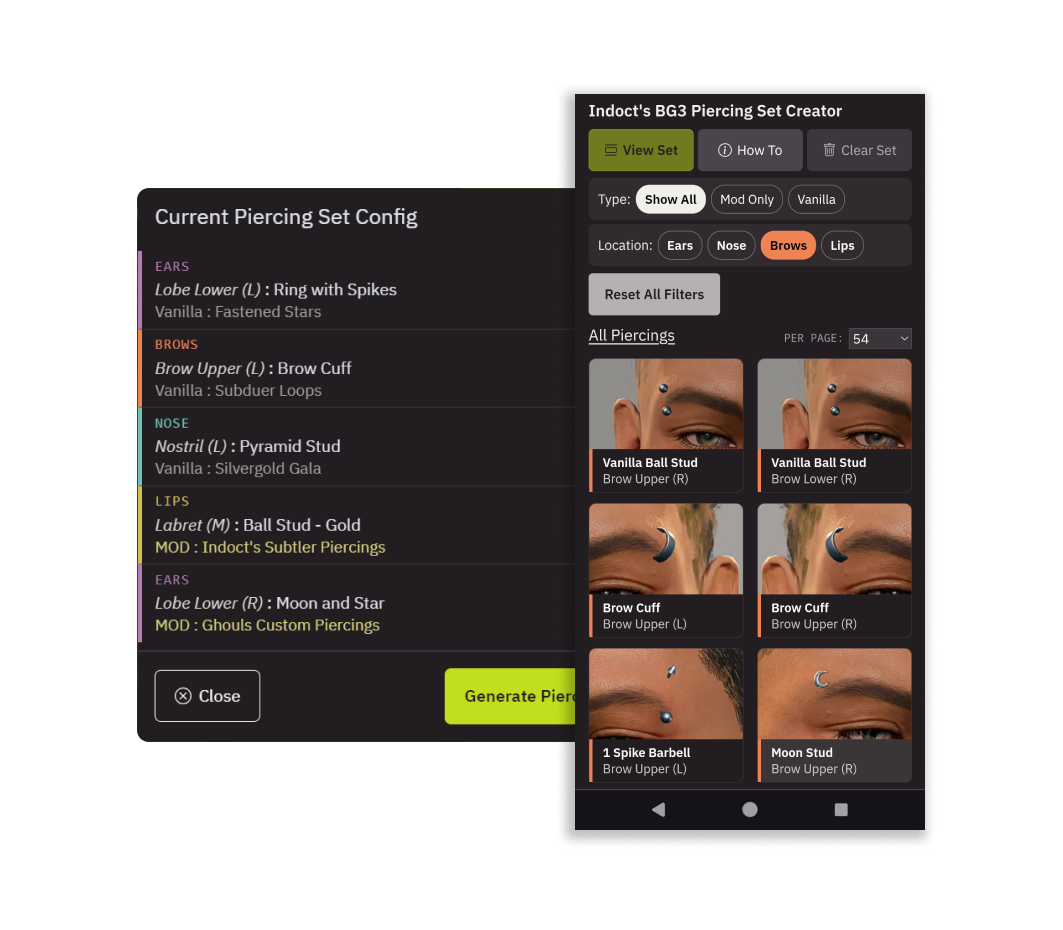 Current Piercing Set Config
EARS
Lobe Lower (L) : Ring with Spikes
Vanilla : Fastened Stars
BROWS
Brow Upper (L) : Brow Cuff
Vanilla : Subduer Loops
NOSE
Nostril (L) : Pyramid Stud
Vanilla : Silvergold Gala
LIPS
Labret (M) : Ball Stud - Gold
MOD : Indoct's Subtler Piercings
EARS
Lobe Lower (R) : Moon and Star
MOD : Ghouls Custom Piercings
Close
Generate Pierc
Indoct's BG3 Piercing Set Creator
View Set How To Clear Set
Type: Show All Mod Only Vanilla
Location: Ears Nose Brows Lips
Reset All Filters
All Piercings PER PAGE: 54
Vanilla Ball Stud
Brow Upper (R)
Vanilla Ball Stud
Brow Lower (R)
Brow Cuff
Brow Upper (L)
Brow Cuff
Brow Upper (R)
1 Spike Barbell
Brow Upper (L)
Moon Stud
Brow Upper (R)